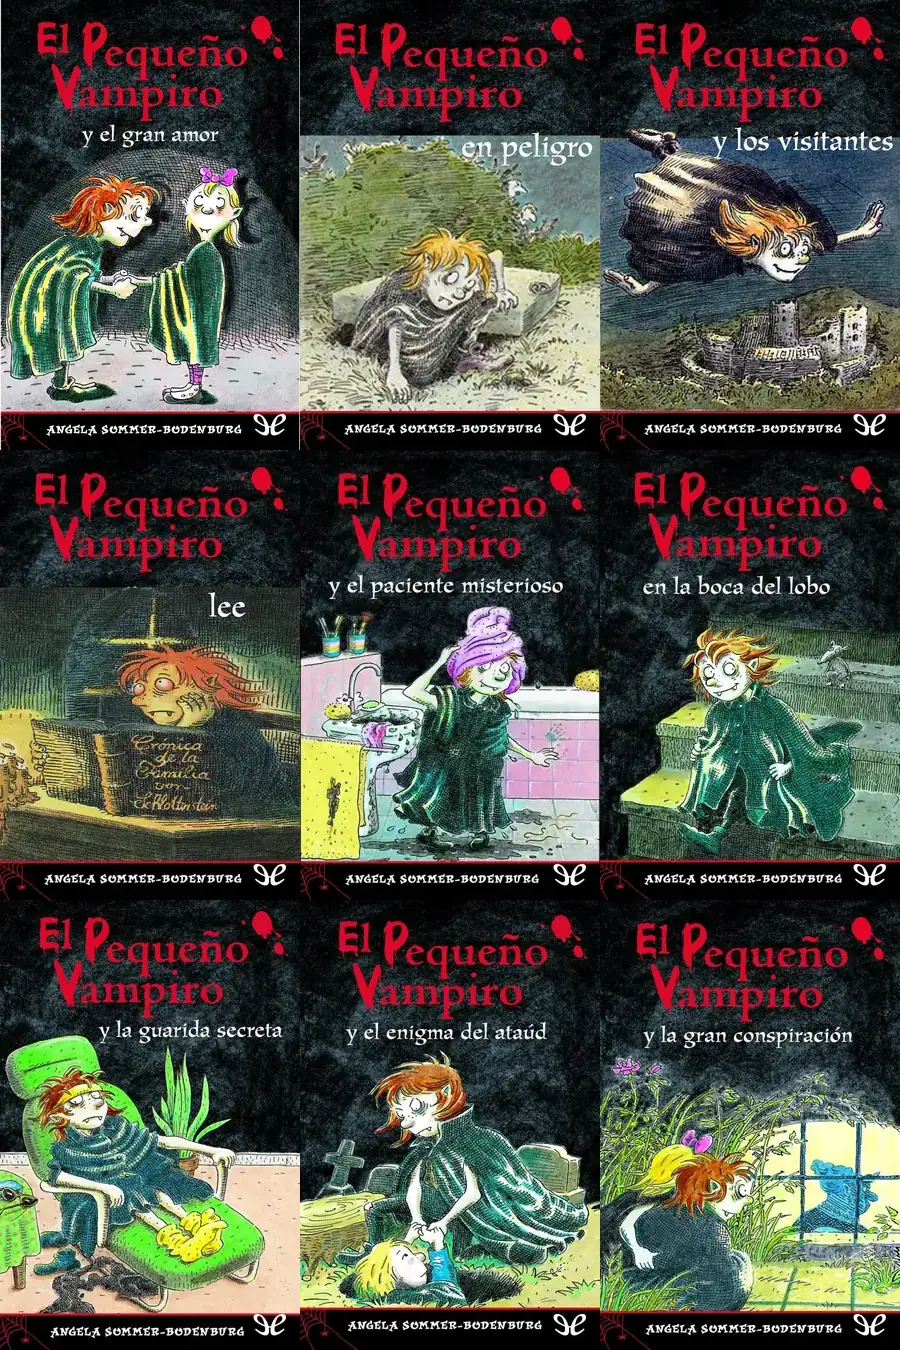 El Pequeño
Vampiro
y el gran amor
ANGELA SOMMER-BODENBURG
El Pequeño
Vampiro
en peligro
ANGELA SOMMER-BODENBURG
El Pequeño
Vampiro
y los visitantes
ANGELA SOMMER-BODENBURG
El Pequeño
Vampiro
lee
Crónica
de la
Familia
von
Schlotterstein
ANGELA SOMMER-BODENBURG
El Pequeño
Vampiro
y el paciente misterioso
ANGELA SOMMER-BODENBURG
El Pequeño
Vampiro
en la boca del lobo
ANGELA SOMMER-BODENBURG
El Pequeño
Vampiro
y la guarida secreta
ANGELA SOMMER-BODENBURG
El Pequeño
Vampiro
y el enigma del ataúd
ANGELA SOMMER-BODENBURG
El Pequeño
Vampiro
y la gran conspiración
ANGELA SOMMER-BODENBURG